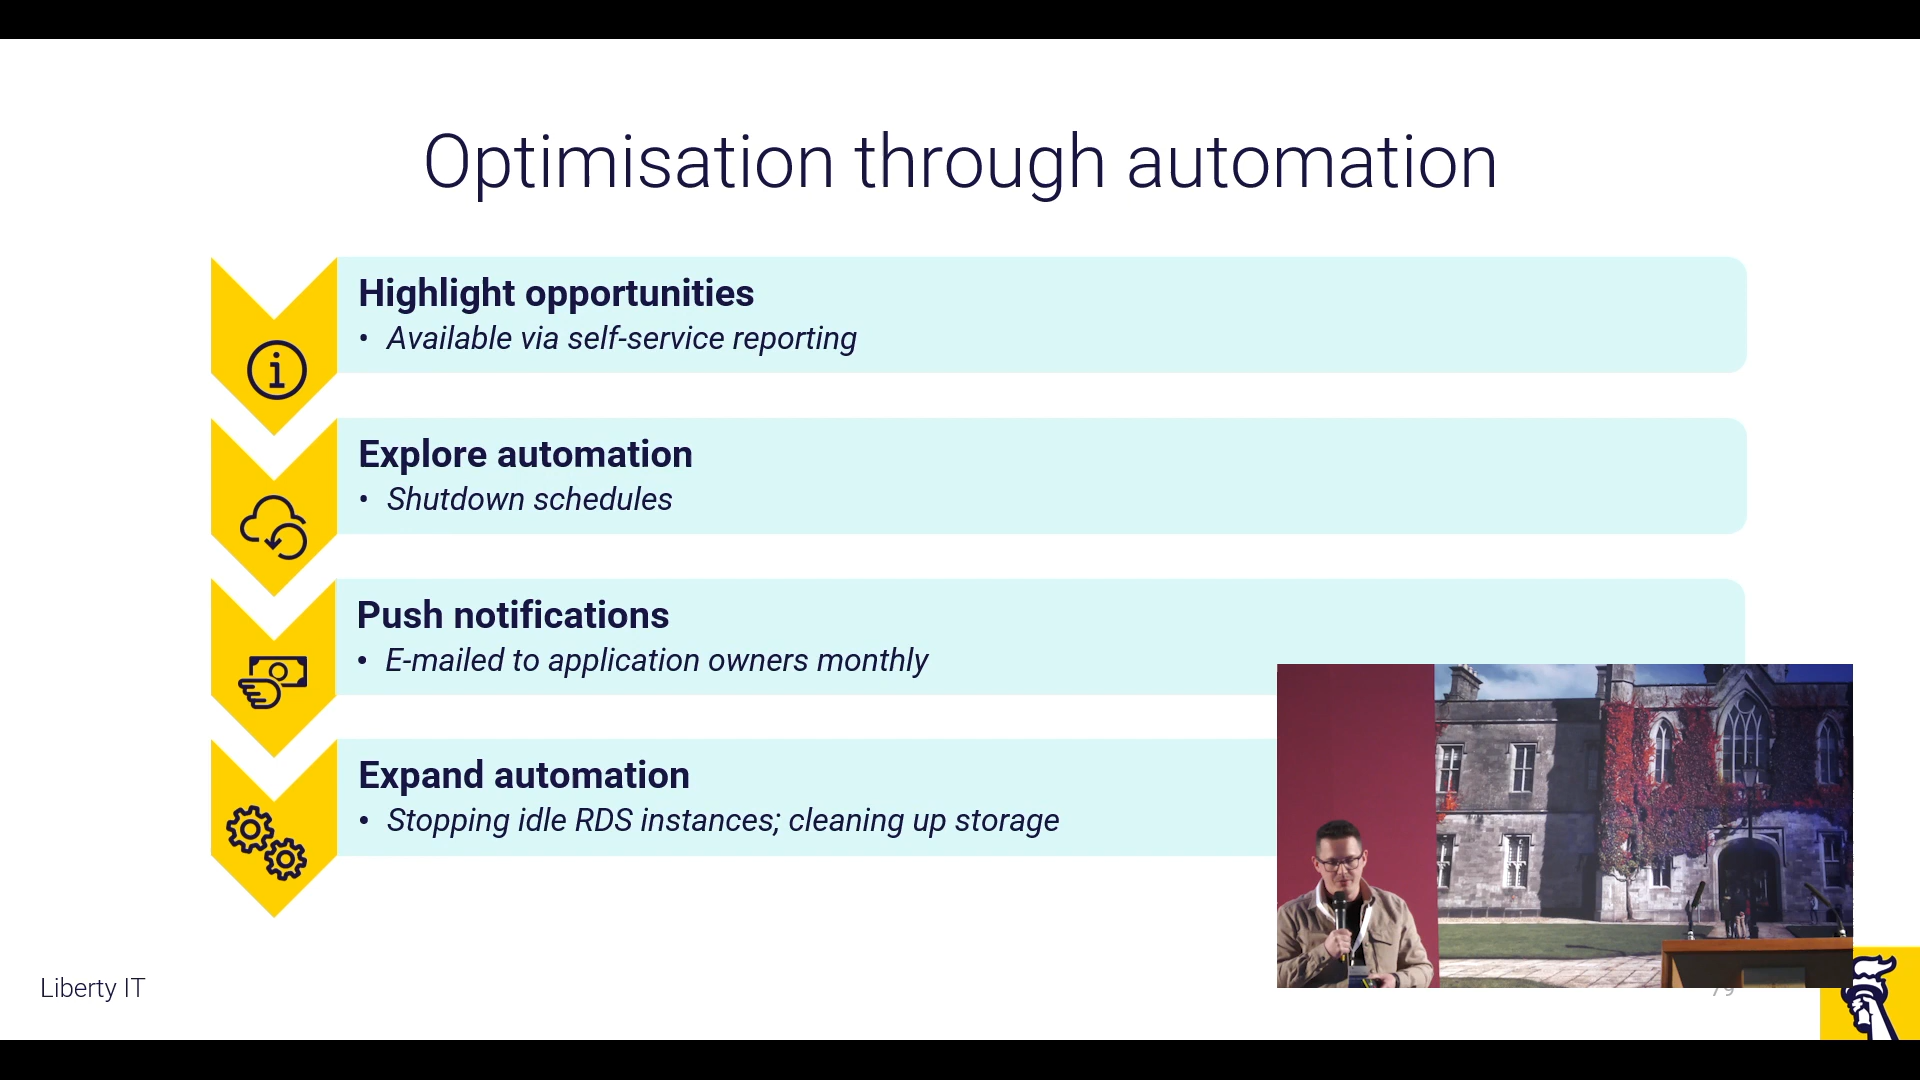 Optimisation through automation
Highlight opportunities
• Available via self-service reporting
Explore automation
• Shutdown schedules
Push notifications
• E-mailed to application owners monthly
Expand automation
• Stopping idle RDS instances; cleaning up storage
Liberty IT